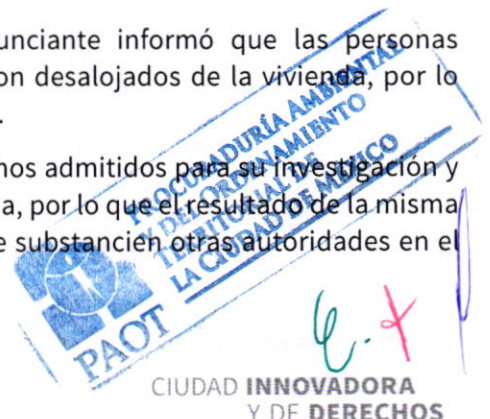 unciante informó que las personas
on desalojados de la vivienda, por lo
.
nos admitidos para su investigación y
a, por lo que el resultado de la misma
e substancien otras autoridades en el
PROCURADURÍA AMBIENTAL
Y DEL ORDENAMIENTO
TERRITORIAL DE
LA CIUDAD DE MÉXICO
PAOT
CIUDAD INNOVADORA
Y DE DERECHOS